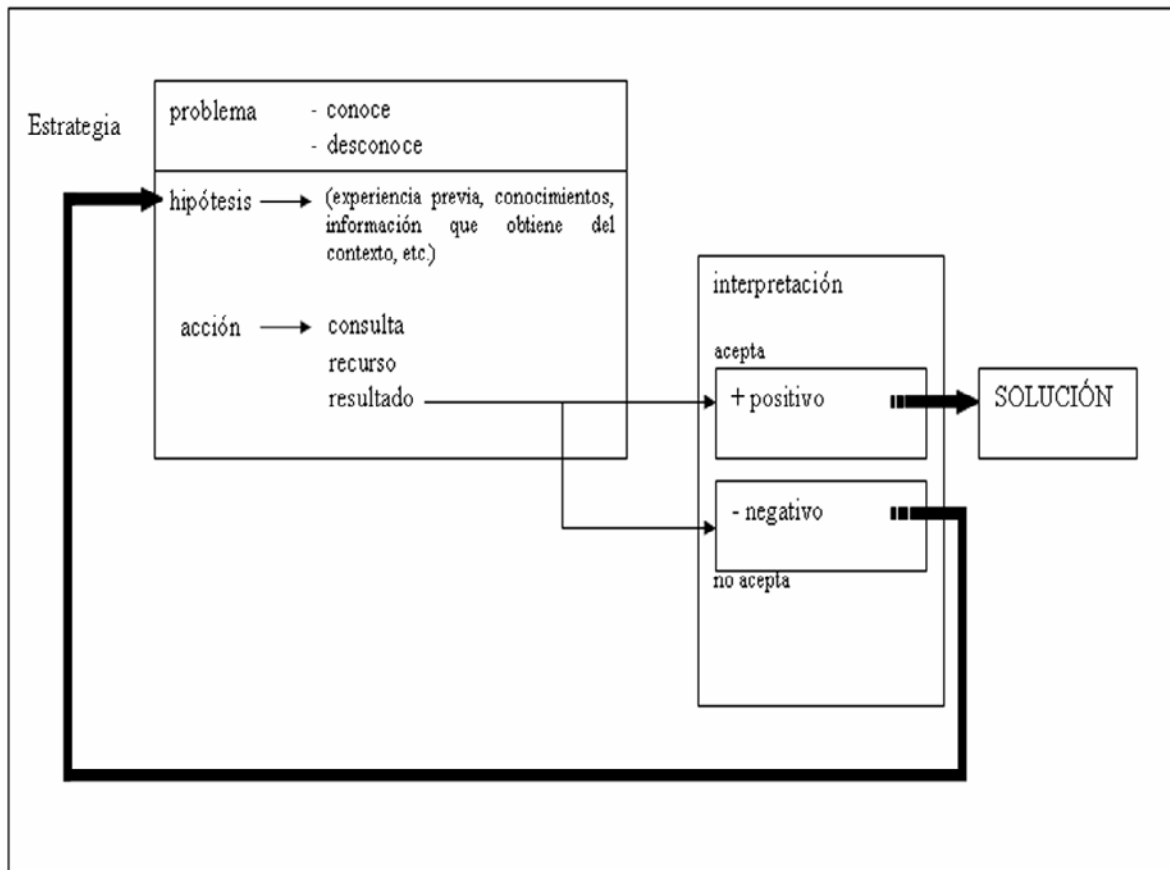 Estrategia
problema - conoce
- desconoce
hipótesis (experiencia previa, conocimientos,
información que obtiene del
contexto, etc.)
acción consulta
recurso
resultado
interpretación
acepta
+ positivo
- negativo
no acepta
SOLUCIÓN